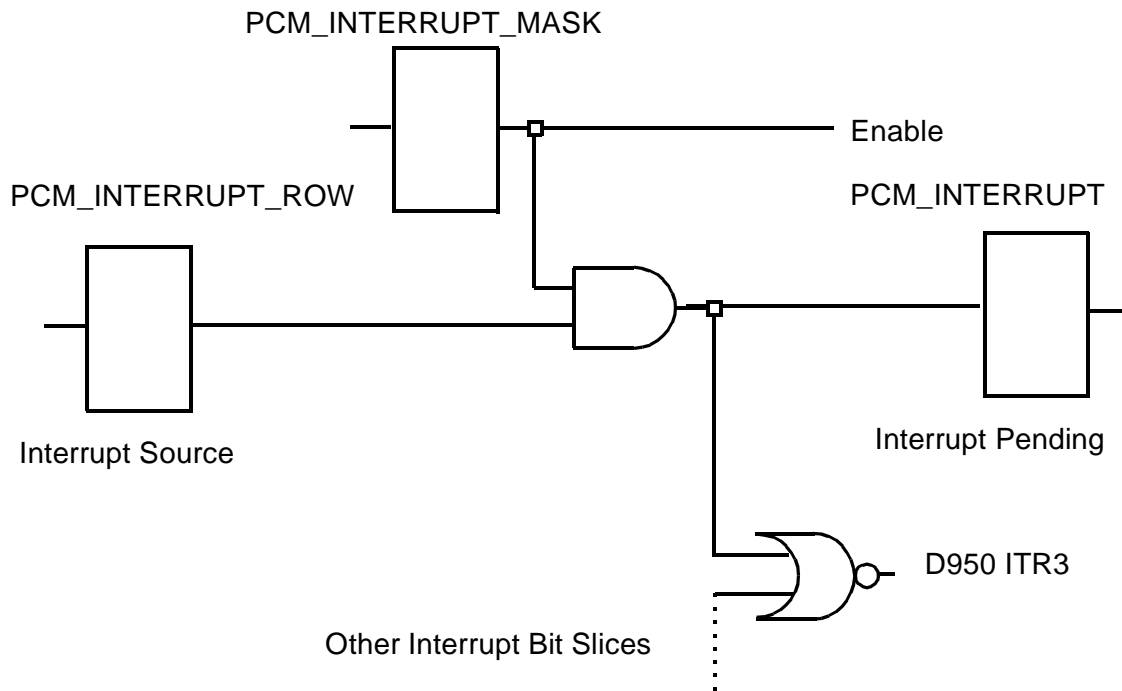 PCM_INTERRUPT_MASK
Enable
PCM_INTERRUPT_ROW
PCM_INTERRUPT
Interrupt Source
Interrupt Pending
D950 ITR3
Other Interrupt Bit Slices